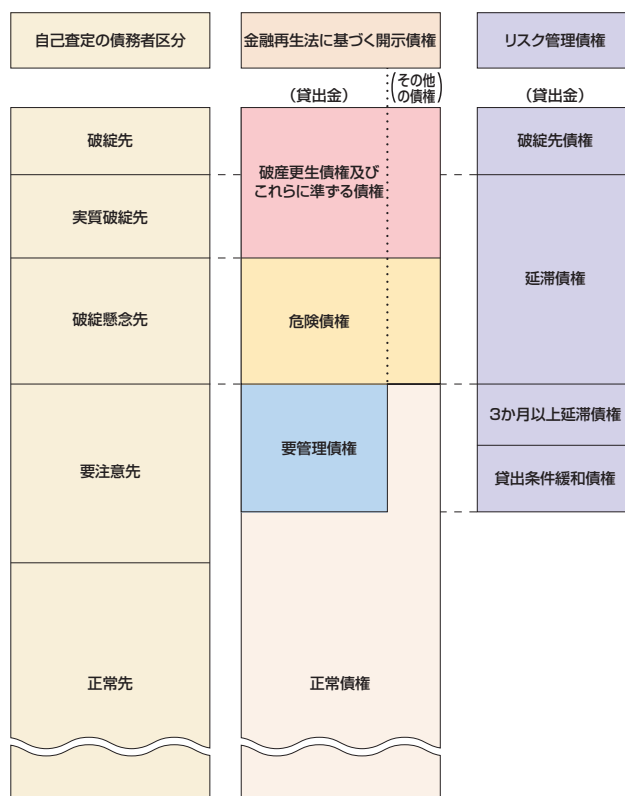 自己査定の債務者区分
金融再生法に基づく開示債権
リスク管理債権
(貸出金)
(その他
の債権)
(貸出金)
破綻先
実質破綻先
破綻懸念先
要注意先
正常先
破産更生債権及び
これらに準ずる債権
危険債権
要管理債権
正常債権
破綻先債権
延滞債権
3か月以上延滞債権
貸出条件緩和債権